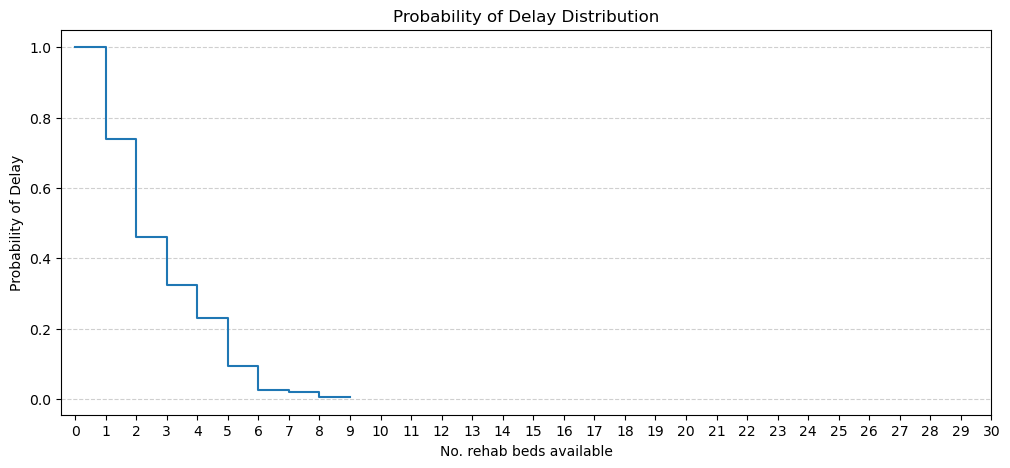 Probability of Delay Distribution
Probability of Delay
1.0
0.8
0.6
0.4
0.2
0.0
0 1 2 3 4 5 6 7 8 9 10 11 12 13 14 15 16 17 18 19 20 21 22 23 24 25 26 27 28 29 30
No. rehab beds available